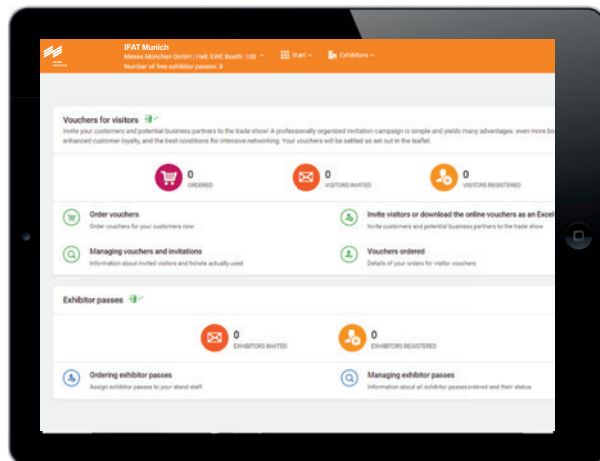 IFAT Munich
Messe München GmbH | Hall: EWE Booth: 100
Number of free exhibitor passes: 3
Start
Exhibitors
Vouchers for visitors
Invite your customers and potential business partners to the trade show! A professionally organized invitation campaign is simple and yields many advantages: even more bo
enhanced customer loyalty, and the best conditions for intensive networking. Your vouchers will be settled as set out in the leaflet.
0
ORDERED
0
VISITORS INVITED
0
VISITORS REGISTERED
Order vouchers
Order vouchers for your customers now
Invite visitors or download the online vouchers as an Excel
Invite customers and potential business partners to the trade show
Managing vouchers and invitations
Information about invited visitors and tickets actually used
Vouchers ordered
Details of your orders for visitor vouchers
Exhibitor passes
0
EXHIBITORS INVITED
0
EXHIBITORS REGISTERED
Ordering exhibitor passes
Assign exhibitor passes to your stand staff
Managing exhibitor passes
Information about all exhibitor passes ordered and their status